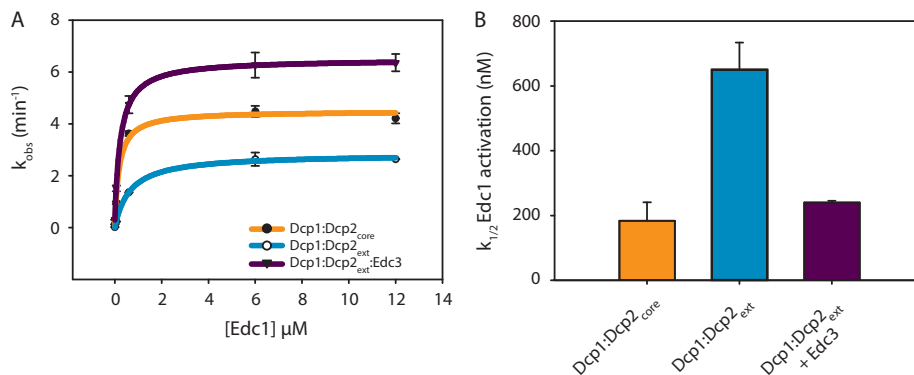 A
8
6
4
2
0
k_obs (min⁻¹)
Dcp1:Dcp2_core
Dcp1:Dcp2_ext
Dcp1:Dcp2_ext:Edc3
0 2 4 6 8 10 12 14
[Edc1] μM
B
800
600
400
200
0
k_1/2 Edc1 activation (nM)
Dcp1:Dcp2_core
Dcp1:Dcp2_ext
Dcp1:Dcp2_ext
+ Edc3